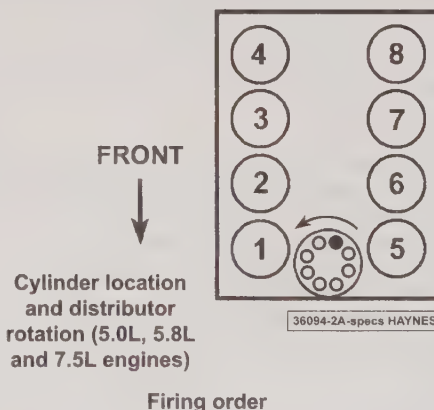 4 8
3 7
FRONT
2 6
1 5
Cylinder location
and distributor
rotation (5.0L, 5.8L
and 7.5L engines)
36094-2A-specs HAYNES
Firing order